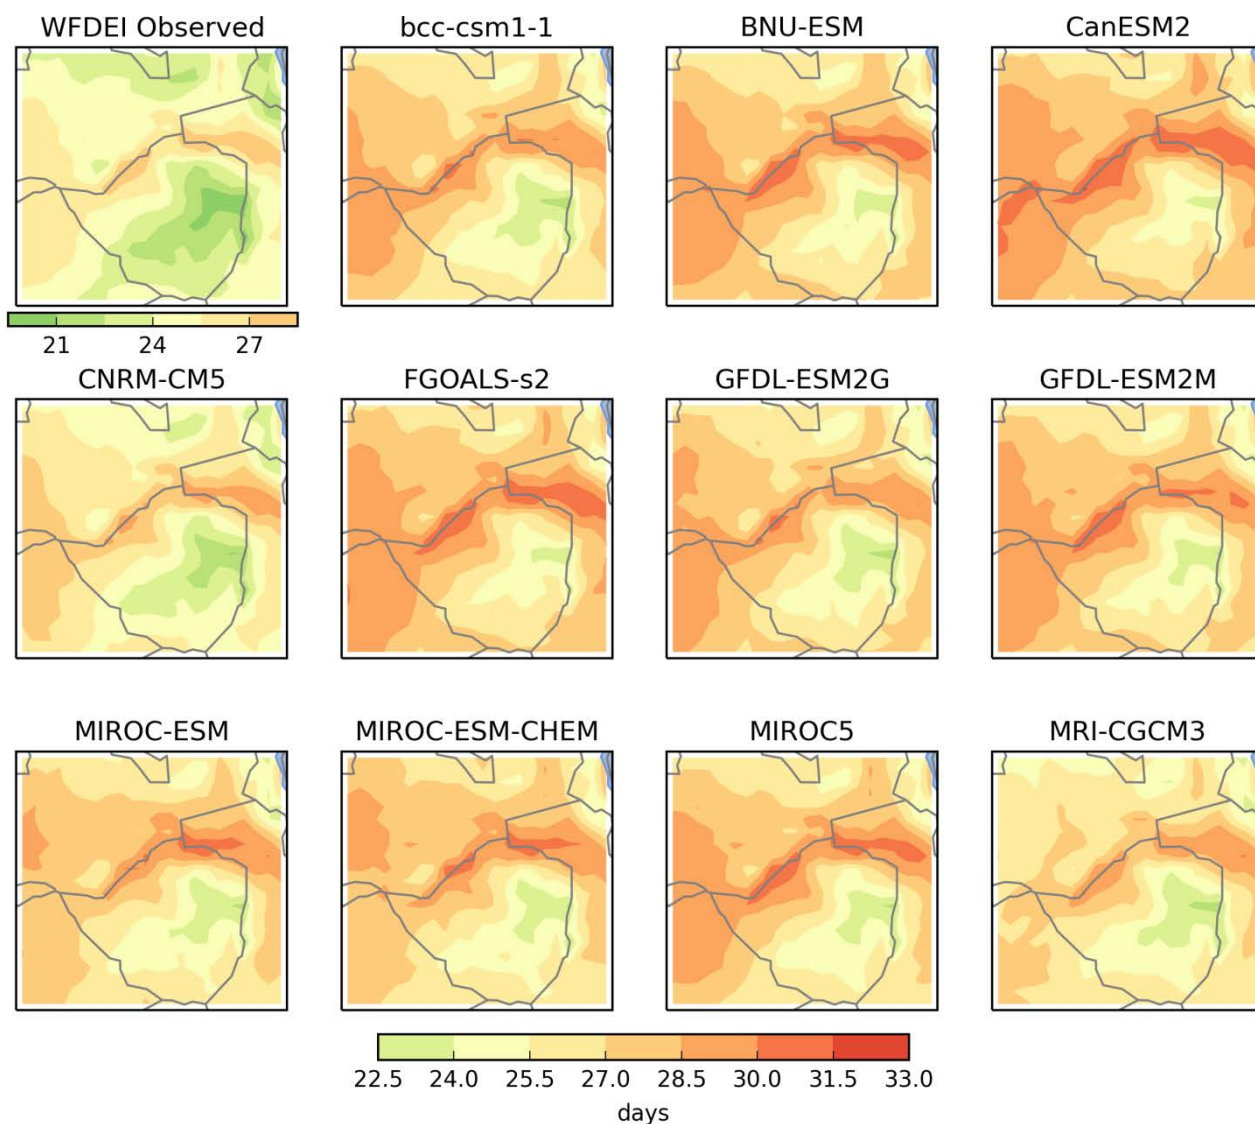 WFDEI Observed bcc-csm1-1 BNU-ESM CanESM2
21 24 27
CNRM-CM5 FGOALS-s2 GFDL-ESM2G GFDL-ESM2M
MIROC-ESM MIROC-ESM-CHEM MIROC5 MRI-CGCM3
22.5 24.0 25.5 27.0 28.5 30.0 31.5 33.0
days